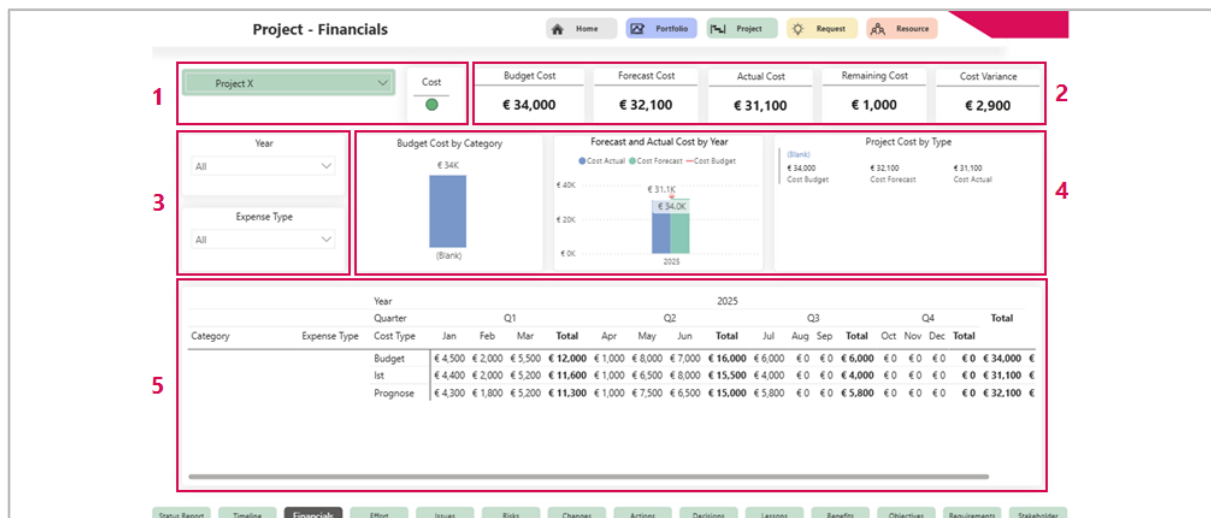 Project - Financials
Home Portfolio Project Request Resource
1
Project X
Cost
Budget Cost Forecast Cost Actual Cost Remaining Cost Cost Variance
€ 34,000 € 32,100 € 31,100 € 1,000 € 2,900
2
3
Year
All
Expense Type
All
Budget Cost by Category
€ 34K
(Blank)
Forecast and Actual Cost by Year
Cost Actual Cost Forecast Cost Budget
€ 40K
€ 31.1K
€ 34.0K
€ 20K
€ 0K
2025
Project Cost by Type
(Blank)
€ 34,000 € 32,100 € 31,100
Cost Budget Cost Forecast Cost Actual
4
5
Year 2025
Quarter Q1 Q2 Q3 Q4 Total
Category Expense Type Cost Type Jan Feb Mar Total Apr May Jun Total Jul Aug Sep Total Oct Nov Dec Total
Budget € 4,500 € 2,000 € 5,500 € 12,000 € 1,000 € 8,000 € 7,000 € 16,000 € 6,000 € 0 € 0 € 6,000 € 0 € 0 € 0 € 0 € 34,000 €
Ist € 4,400 € 2,000 € 5,200 € 11,600 € 1,000 € 6,500 € 8,000 € 15,500 € 4,000 € 0 € 0 € 4,000 € 0 € 0 € 0 € 0 € 31,100 €
Prognose € 4,300 € 1,800 € 5,200 € 11,300 € 1,000 € 7,500 € 6,500 € 15,000 € 5,800 € 0 € 0 € 5,800 € 0 € 0 € 0 € 0 € 32,100 €
Status Report Timeline Financials Effort Issues Risks Changes Actions Decisions Lessons Benefits Objectives Requirements Stakeholder